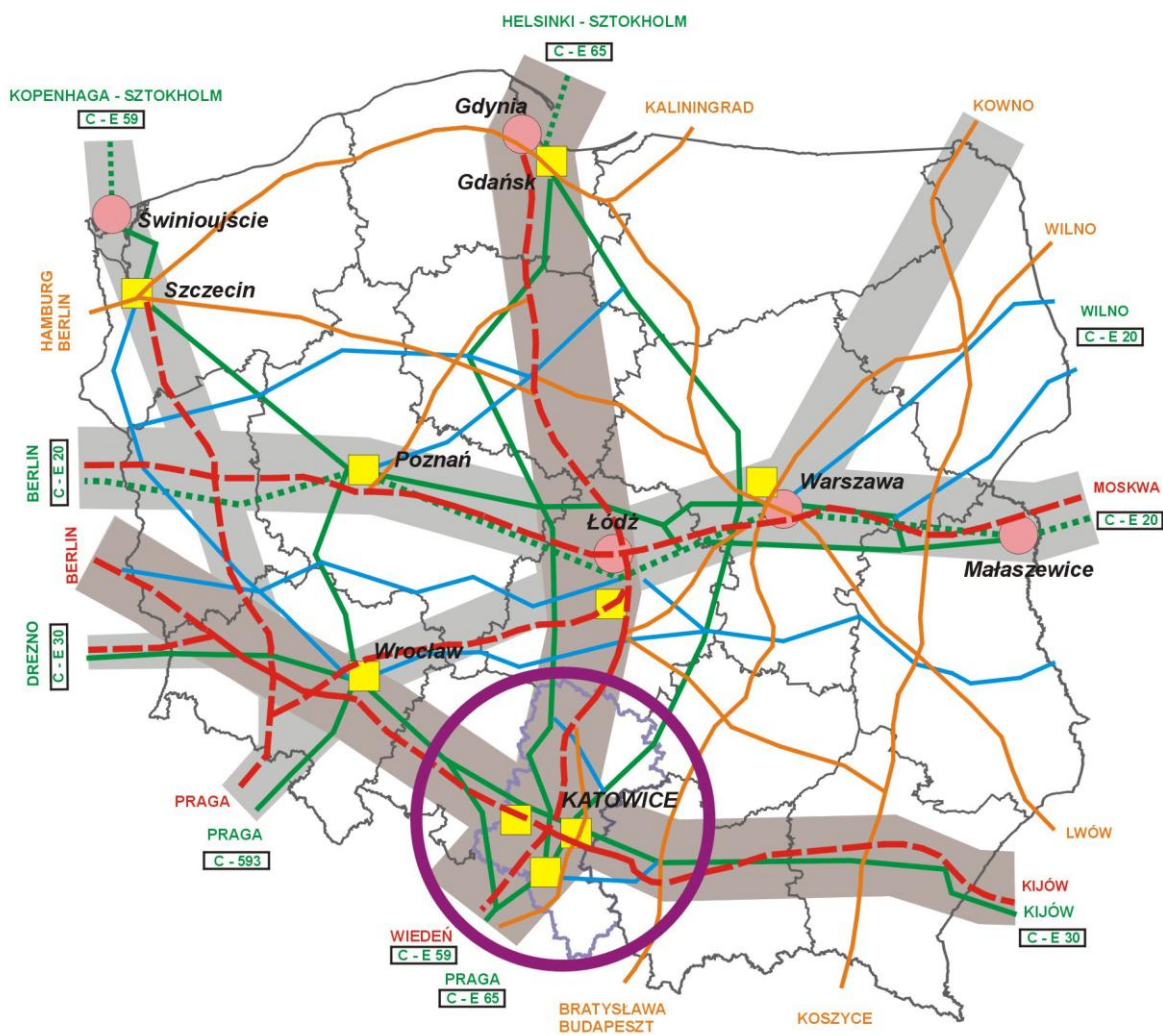 HELSINKI - SZTOKHOLM
C - E 65
KOPENHAGA - SZTOKHOLM
C - E 59
Gdynia
KALININGRAD
KOWNO
Gdańsk
Świnioujście
WILNO
Szczecin
HAMBURG
BERLIN
WILNO
C - E 20
BERLIN
C - E 20
Poznań
Warszawa
MOSKWA
C - E 20
Łódź
BERLIN
Małaszewice
DREZNO
C - E 30
Wrocław
KATOWICE
PRAGA
PRAGA
C - 593
LWÓW
KIJÓW
KIJÓW
C - E 30
WIEDEŃ
C - E 59
PRAGA
C - E 65
BRATYSŁAWA
BUDAPESZT
KOSZYCE